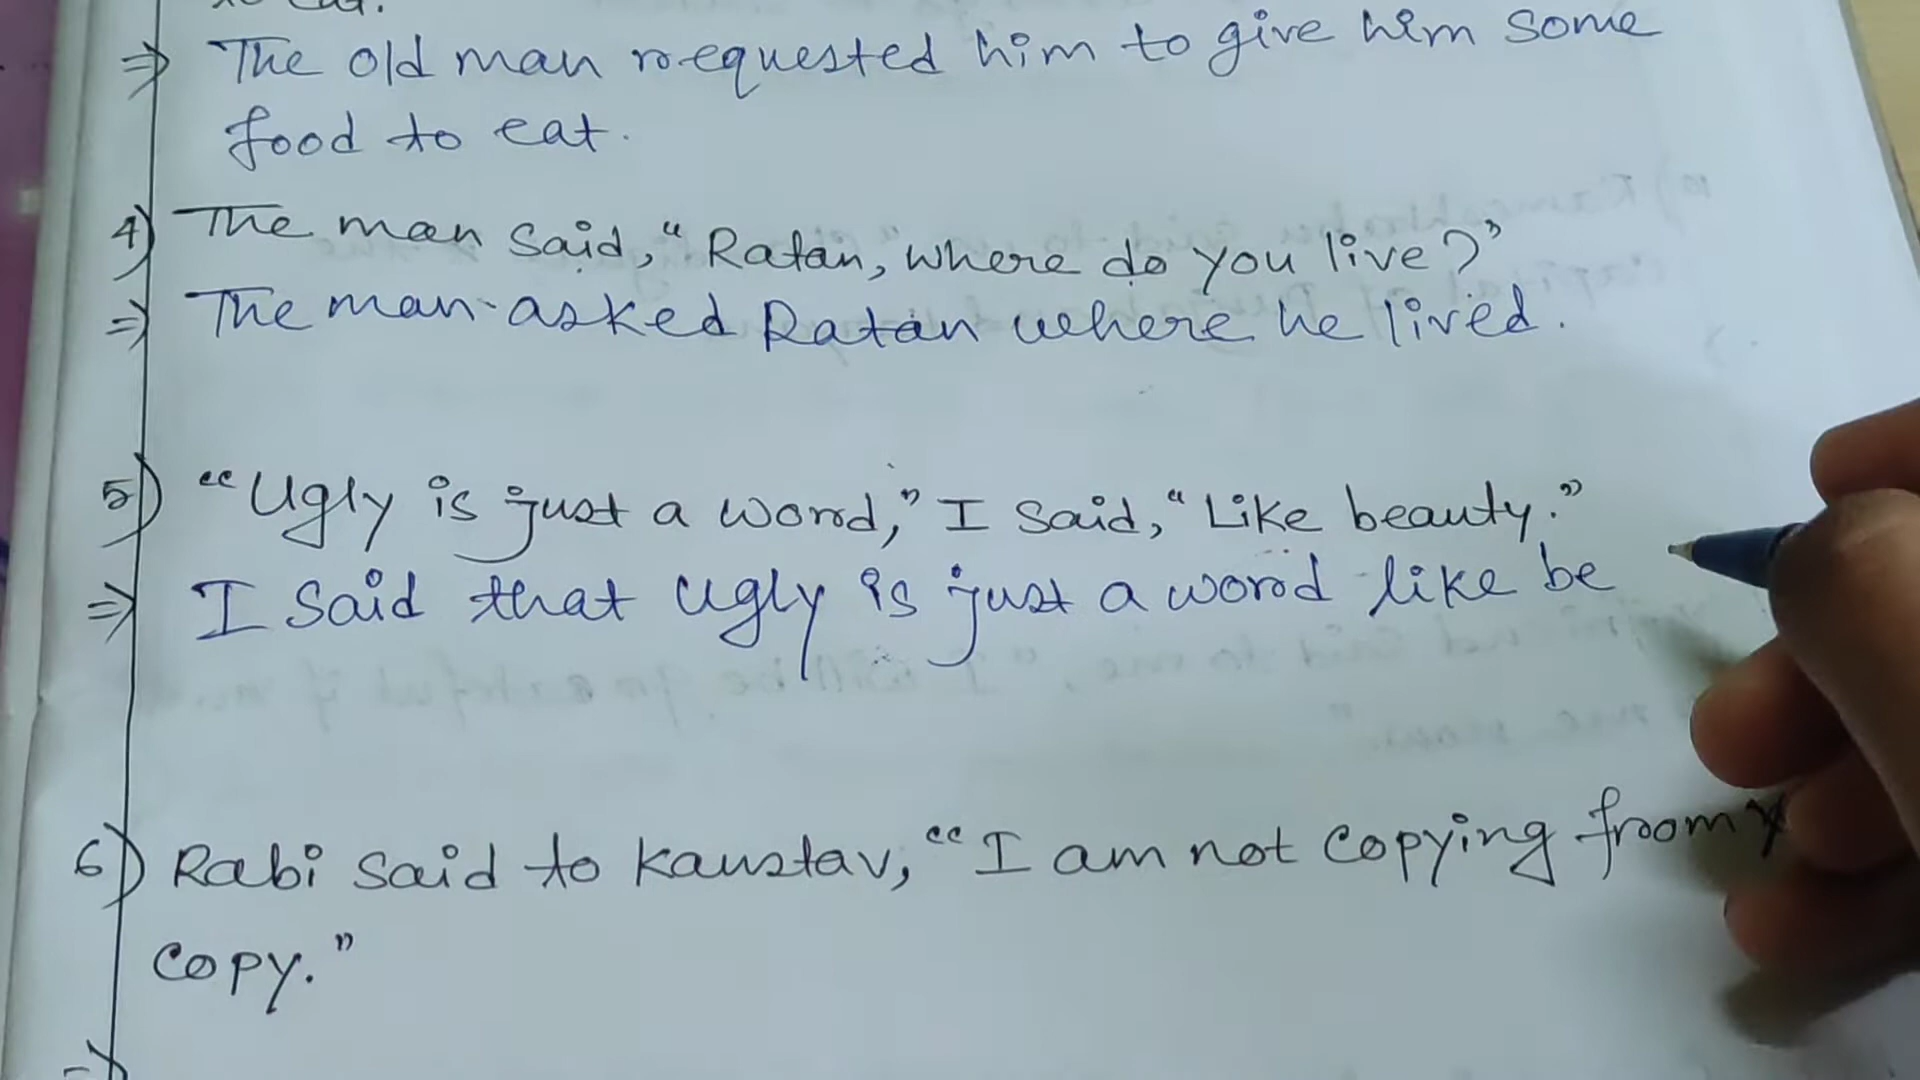 to eat.
⇒ The old man requested him to give him some
food to eat.
4) The man said, "Ratan, where do you live?"
⇒ The man asked Ratan where he lived.
5) "Ugly is just a word," I said, "Like beauty."
⇒ I said that ugly is just a word like be
6) Rabi said to Kaustav, "I am not copying from
copy."